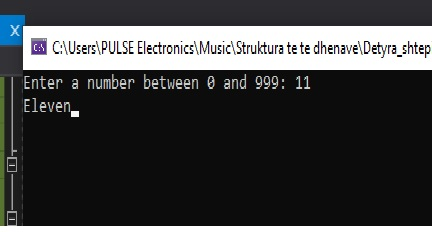 C:\Users\PULSE Electronics\Music\Struktura te te dhenave\Detyra_shtep
Enter a number between 0 and 999: 11
Eleven